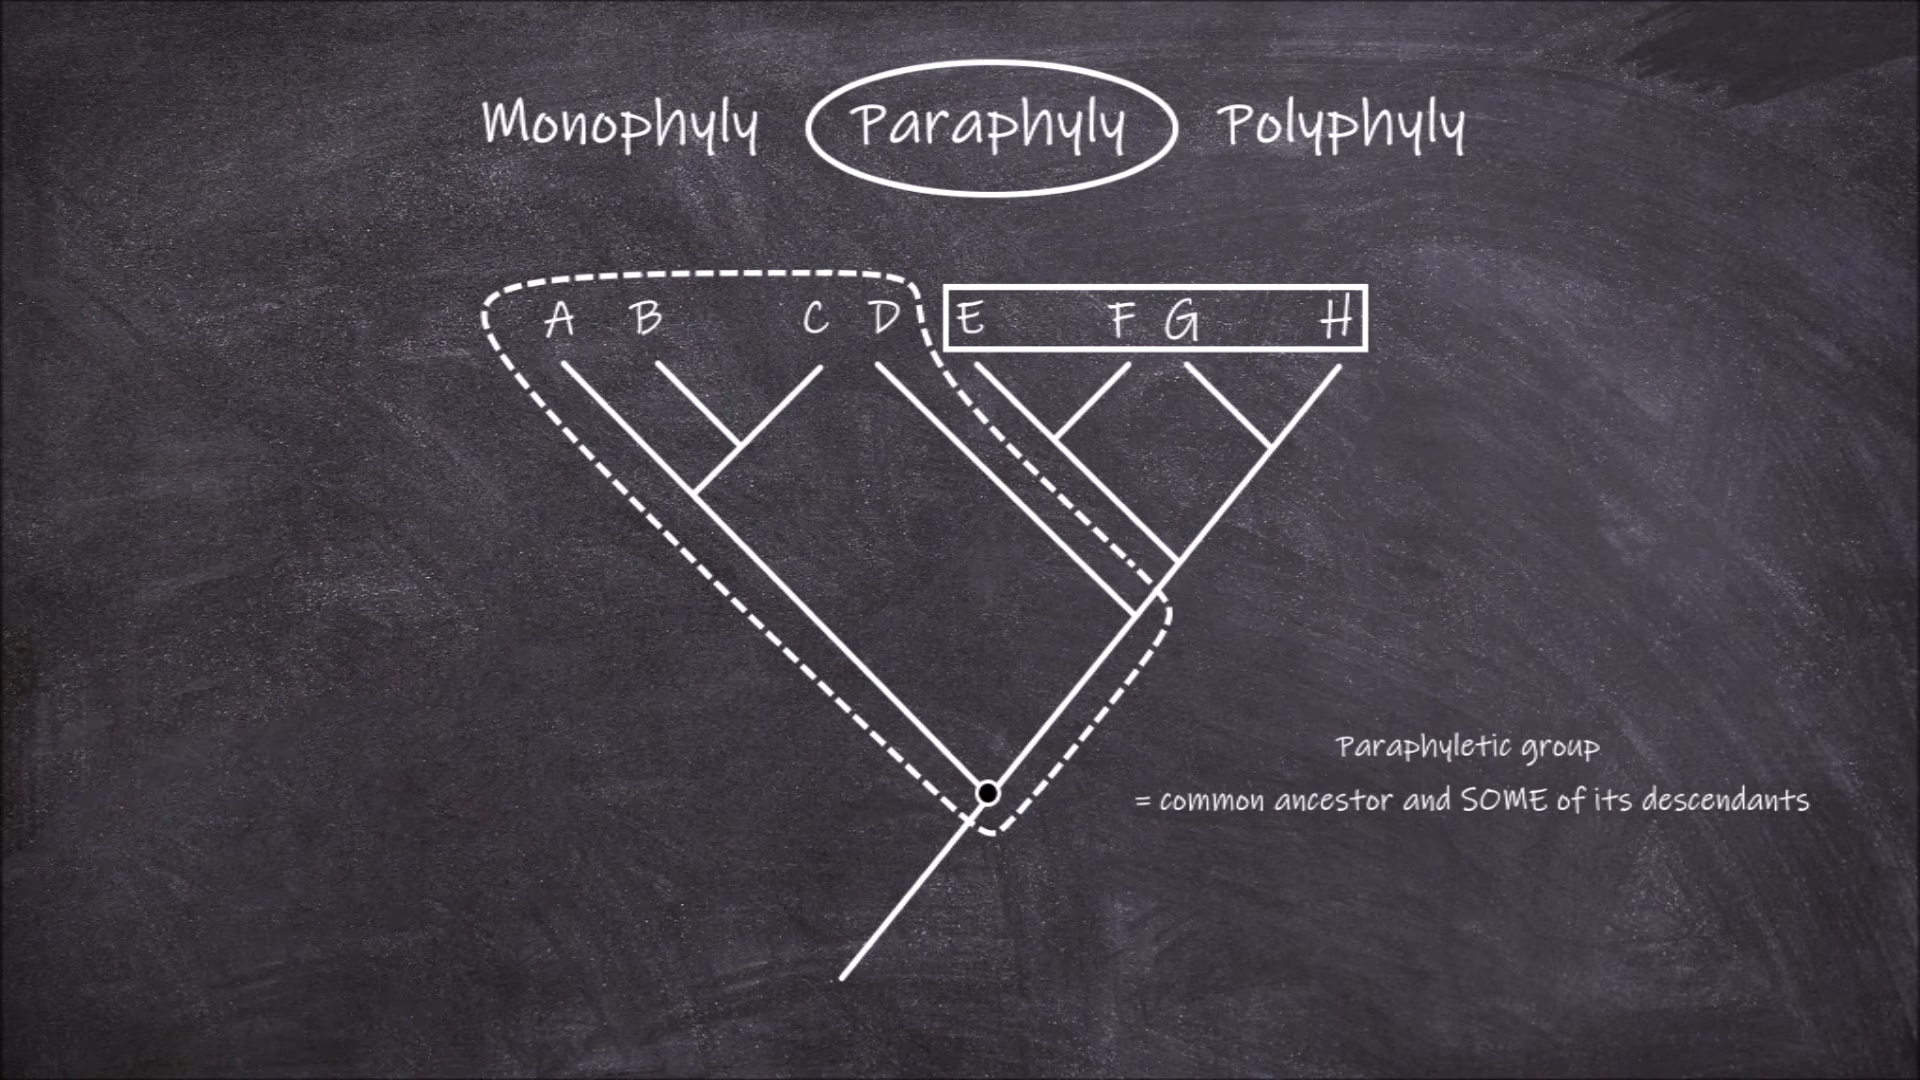 Monophyly Paraphyly Polyphyly
A B C D E F G H
Paraphyletic group
= common ancestor and SOME of its descendants